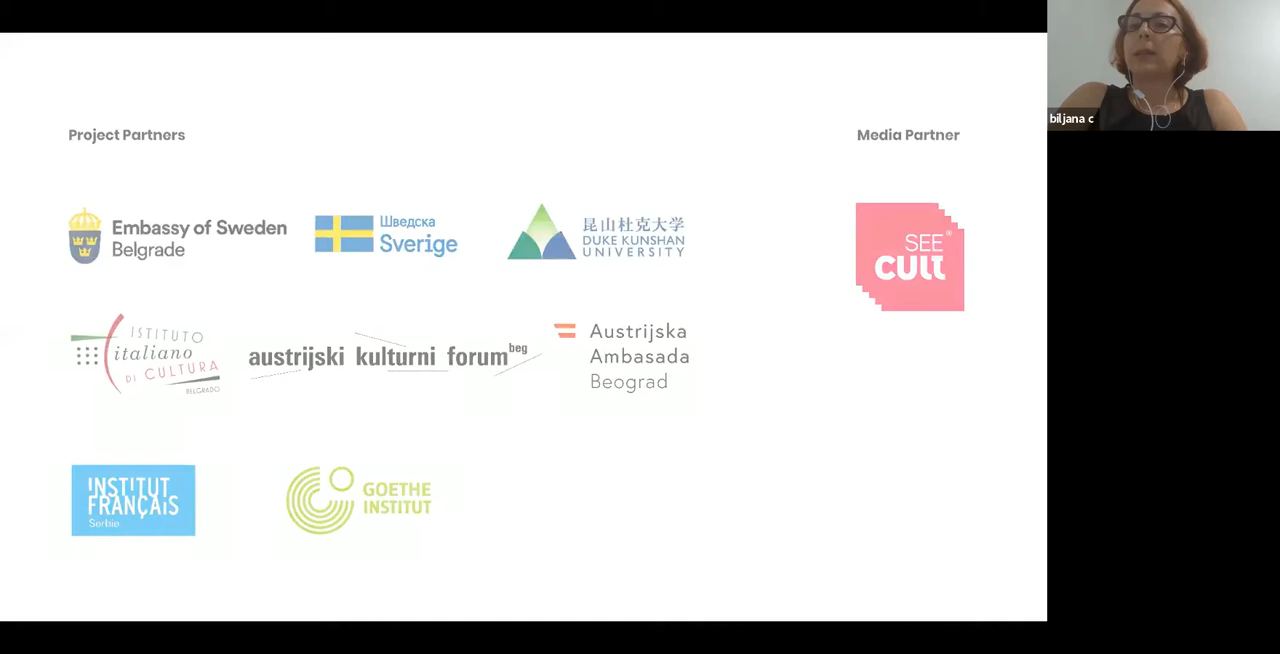 Project Partners
Media Partner
Embassy of Sweden
Belgrade
Шведска
Sverige
昆山杜克大学
DUKE KUNSHAN
UNIVERSITY
SEE
cult
ISTITUTO
italiano
DI CULTURA
BELGRADO
austrijski kulturni forum beg
Austrijska
Ambasada
Beograd
INSTITUT
FRANÇAIS
Serbie
GOETHE
INSTITUT
biljana c